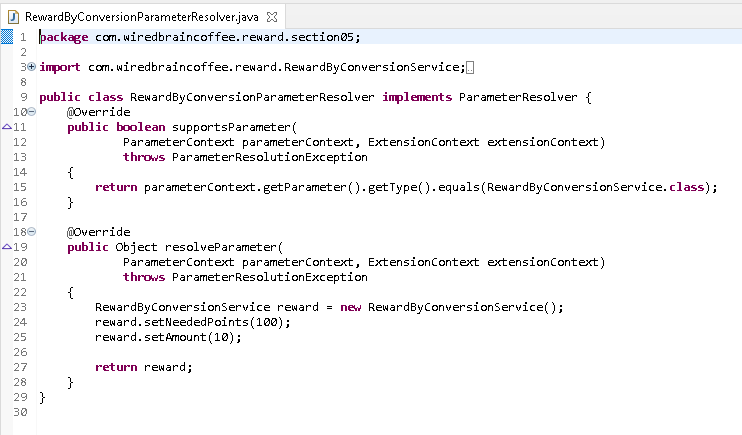 RewardByConversionParameterResolver.java
1 package com.wiredbraincoffee.reward.section05;
2
3 import com.wiredbraincoffee.reward.RewardByConversionService;
8
9 public class RewardByConversionParameterResolver implements ParameterResolver {
10     @Override
11     public boolean supportsParameter(
12             ParameterContext parameterContext, ExtensionContext extensionContext)
13             throws ParameterResolutionException
14     {
15         return parameterContext.getParameter().getType().equals(RewardByConversionService.class);
16     }
17
18     @Override
19     public Object resolveParameter(
20             ParameterContext parameterContext, ExtensionContext extensionContext)
21             throws ParameterResolutionException
22     {
23         RewardByConversionService reward = new RewardByConversionService();
24         reward.setNeededPoints(100);
25         reward.setAmount(10);
26
27         return reward;
28     }
29 }
30